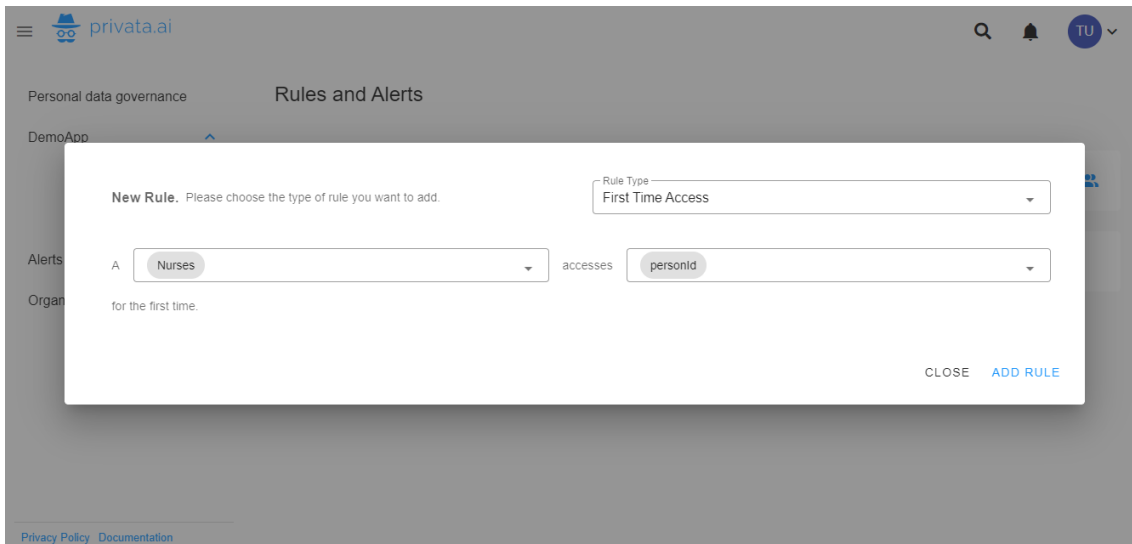 privata.ai
TU
Personal data governance
Rules and Alerts
DemoApp
New Rule. Please choose the type of rule you want to add.
Rule Type
First Time Access
A Nurses accesses personId
for the first time.
Alerts
Organ
CLOSE ADD RULE
Privacy Policy Documentation